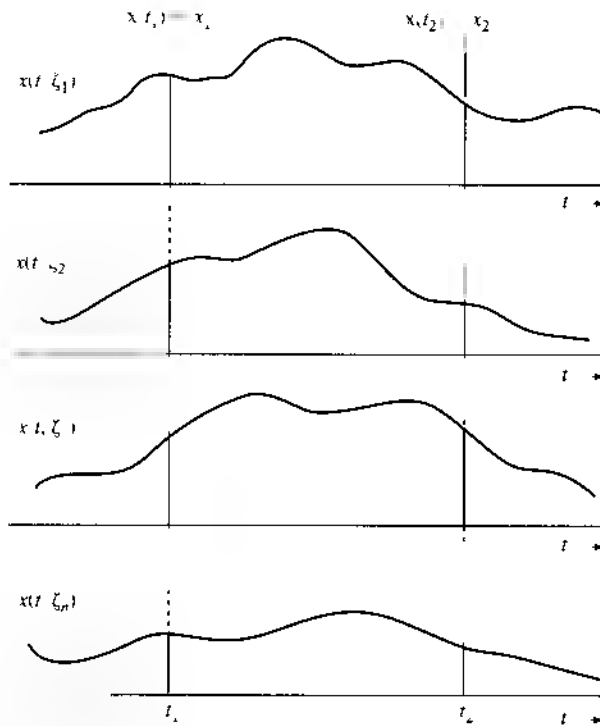 x(t₁) = x₁ x(t₂) = x₂
x(t, ζ₁)
t
x(t, ζ₂
t
x(t, ζ )
t
x(t, ζₙ)
t₁ t₂ t